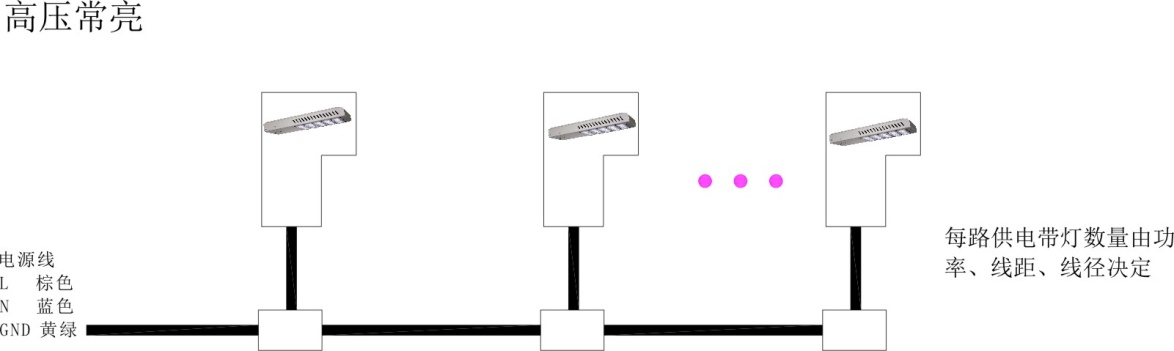 高压常亮
每路供电带灯数量由功
率、线距、线径决定
电源线
L 棕色
N 蓝色
GND 黄绿